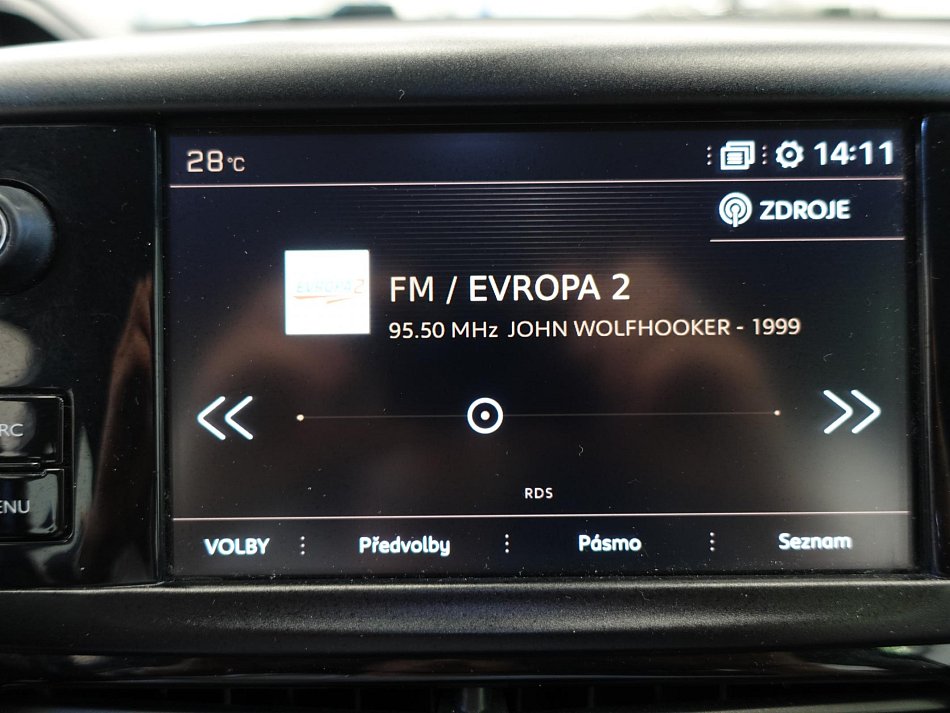 28°C 14:11
ZDROJE
EVROPA 2
FM / EVROPA 2
95.50 MHz JOHN WOLFHOOKER - 1999
RC
ENU
RDS
VOLBY Předvolby Pásmo Seznam